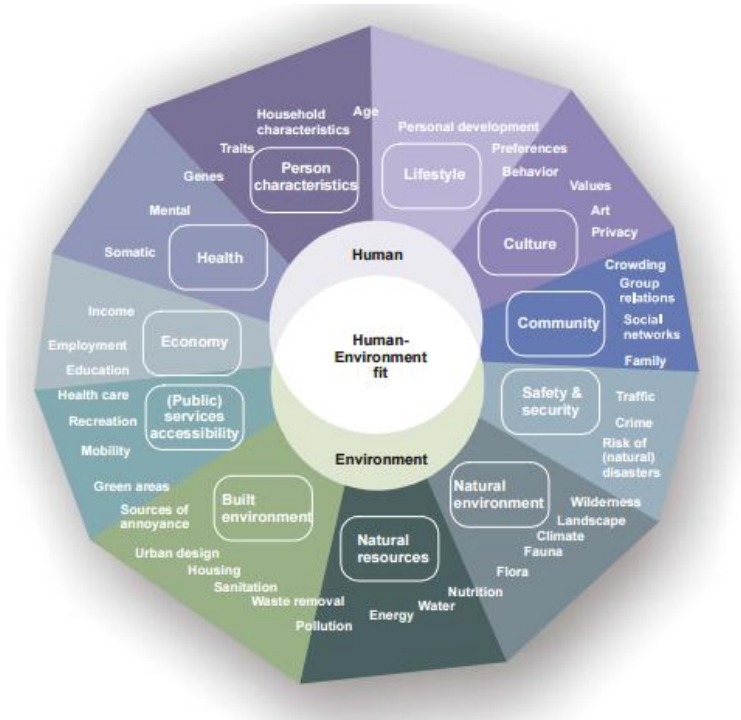 Household
characteristics
Age
Traits
Genes
Person
characteristics
Personal development
Preferences
Behavior
Lifestyle
Values
Art
Privacy
Culture
Crowding
Group
relations
Social
networks
Family
Community
Traffic
Crime
Risk of
(natural)
disasters
Safety &
security
Wilderness
Landscape
Climate
Fauna
Flora
Natural
environment
Nutrition
Water
Energy
Pollution
Natural
resources
Waste removal
Sanitation
Housing
Urban design
Sources of
annoyance
Green areas
Built
environment
Mobility
Recreation
Health care
(Public)
services
accessibility
Education
Employment
Income
Economy
Somatic
Mental
Health
Human
Human-
Environment
fit
Environment